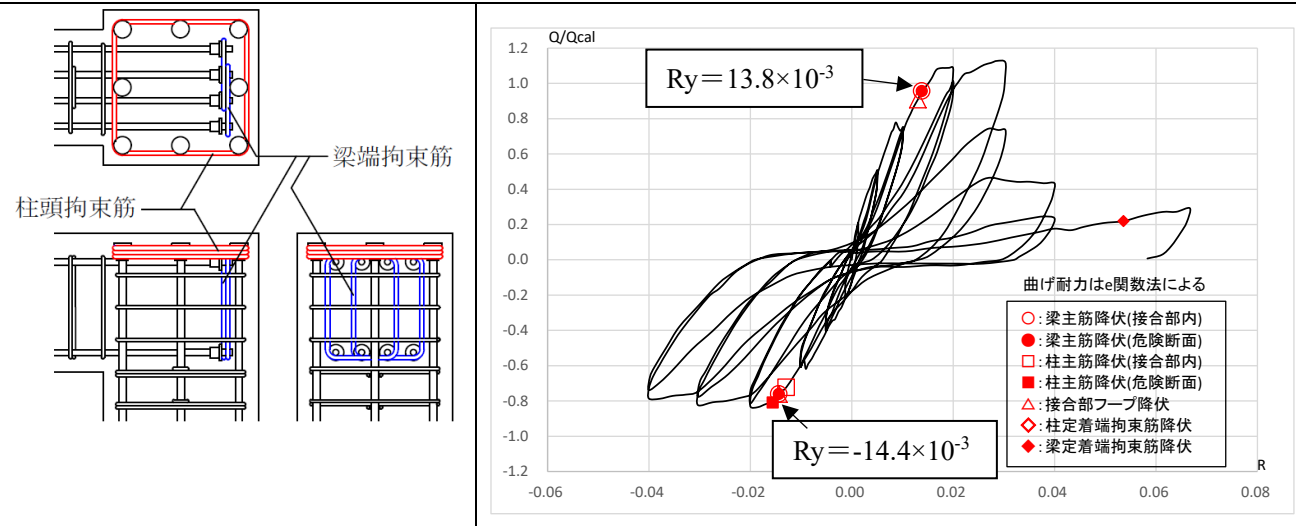 梁端拘束筋
柱頭拘束筋
Q/Qcal
1.2
1.0
0.8
0.6
0.4
0.2
0.0
-0.2
-0.4
-0.6
-0.8
-1.0
-1.2
Ry＝13.8×10-3
Ry＝-14.4×10-3
曲げ耐力はe関数法による
○:梁主筋降伏(接合部内)
●:梁主筋降伏(危険断面)
□:柱主筋降伏(接合部内)
■:柱主筋降伏(危険断面)
△:接合部フープ降伏
◇:柱定着端拘束筋降伏
◆:梁定着端拘束筋降伏
R
-0.06 -0.04 -0.02 0.00 0.02 0.04 0.06 0.08